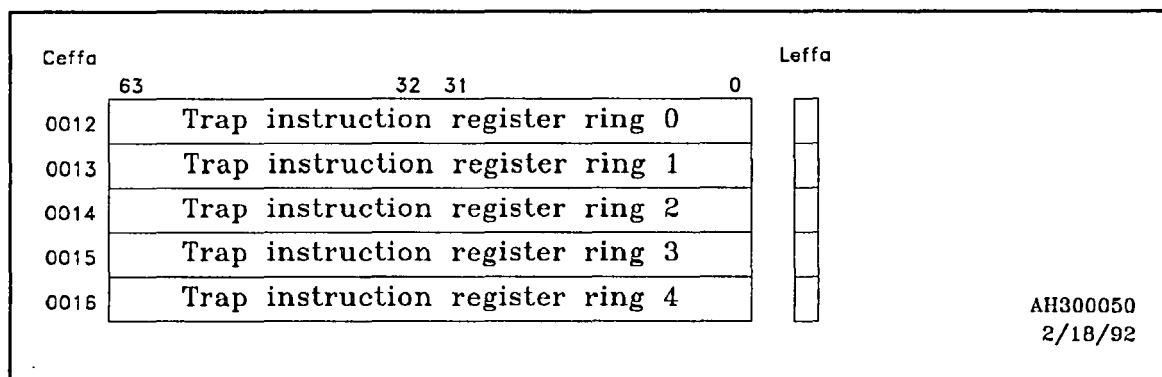 Ceffa Leffa
63 32 31 0
0012 Trap instruction register ring 0
0013 Trap instruction register ring 1
0014 Trap instruction register ring 2
0015 Trap instruction register ring 3
0016 Trap instruction register ring 4
AH300050
2/18/92